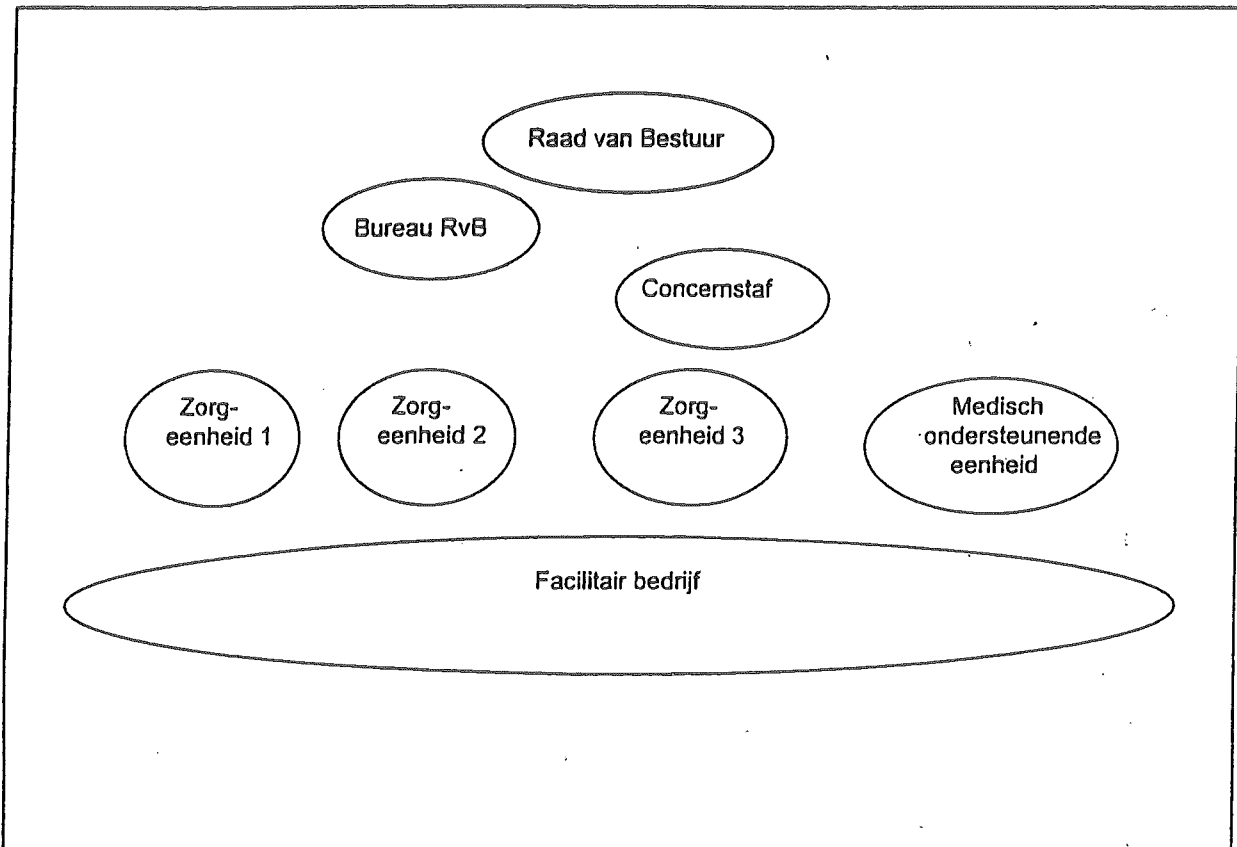 Raad van Bestuur
Bureau RvB
Concernstaf
Zorg-
eenheid 1
Zorg-
eenheid 2
Zorg-
eenheid 3
Medisch
ondersteunende
eenheid
Facilitair bedrijf